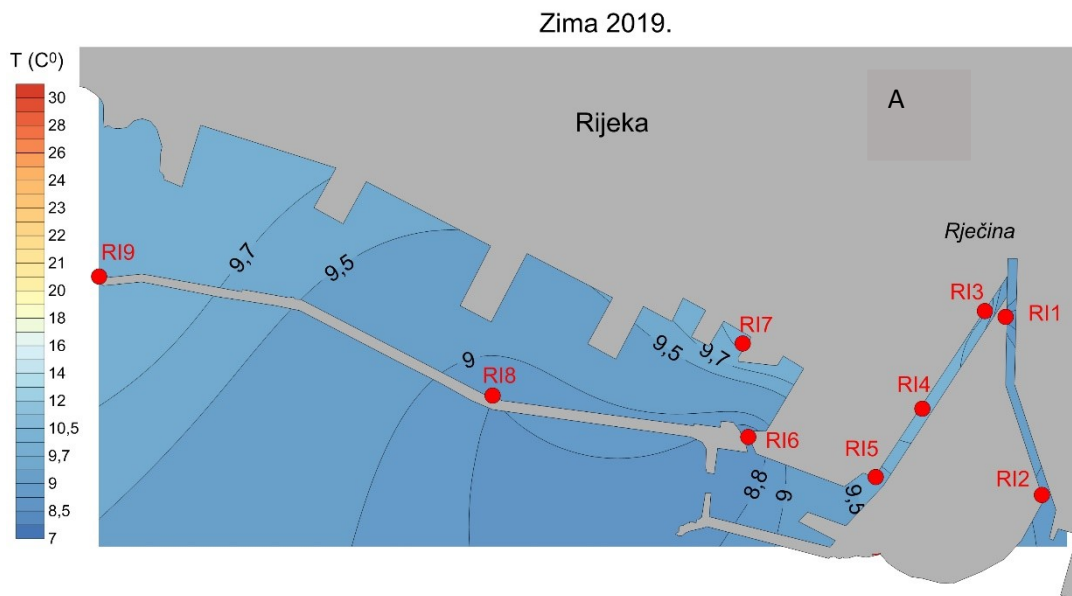 Zima 2019.
T (C⁰)
30
28
26
24
22
21
20
18
16
14
12
10,5
9,7
9
8,5
7
A
Rijeka
Rječina
RI9
9,7
9,5
RI3
RI1
RI7
9,5
9,7
9
RI8
RI4
RI6
RI5
8,8
9
9,5
RI2